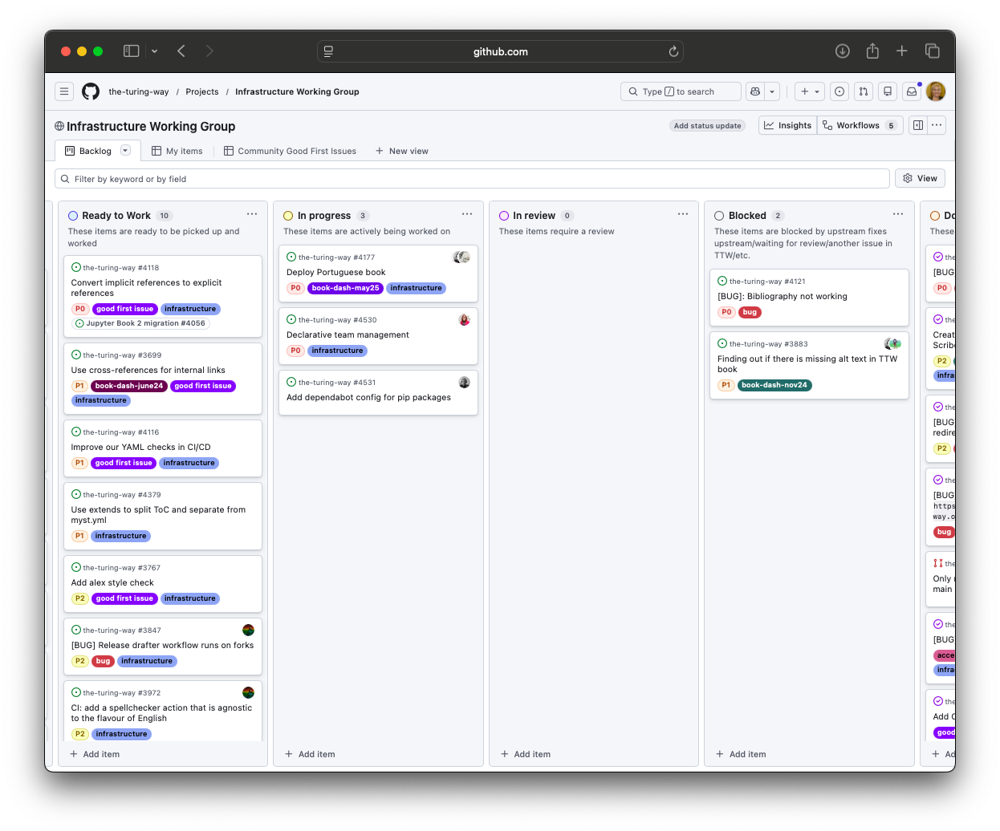 github.com
the-turing-way / Projects / Infrastructure Working Group
Type / to search
Infrastructure Working Group
Add status update
Insights
Workflows 5
Backlog
My items
Community Good First Issues
New view
Filter by keyword or by field
View
Ready to Work 10
These items are ready to be picked up and
worked
the-turing-way #4118
Convert implicit references to explicit
references
P0 good first issue infrastructure
Jupyter Book 2 migration #4056
the-turing-way #3699
Use cross-references for internal links
P1 book-dash-june24 good first issue
infrastructure
the-turing-way #4116
Improve our YAML checks in CI/CD
P1 good first issue infrastructure
the-turing-way #4379
Use extends to split ToC and separate from
myst.yml
P1 infrastructure
the-turing-way #3767
Add alex style check
P2 good first issue infrastructure
the-turing-way #3847
[BUG] Release drafter workflow runs on forks
P2 bug infrastructure
the-turing-way #3972
CI: add a spellchecker action that is agnostic
to the flavour of English
P2 infrastructure
Add item
In progress 3
These items are actively being worked on
the-turing-way #4177
Deploy Portuguese book
P0 book-dash-may25 infrastructure
the-turing-way #4530
Declarative team management
P0 infrastructure
the-turing-way #4531
Add dependabot config for pip packages
Add item
In review 0
These items require a review
Add item
Blocked 2
These items are blocked by upstream fixes
upstream/waiting for review/another issue in
TTW/etc.
the-turing-way #4121
[BUG]: Bibliography not working
P0 bug
the-turing-way #3883
Finding out if there is missing alt text in TTW
book
P1 book-dash-nov24
Add item
Do
These
the
[BUG
P0
the
Creat
Scrib
P2
infra
the
[BUG
redire
P2
the
[BUG
https
way.o
bug
the
Only
main
the
[BUG
acce
infra
the
Add
good
Ad